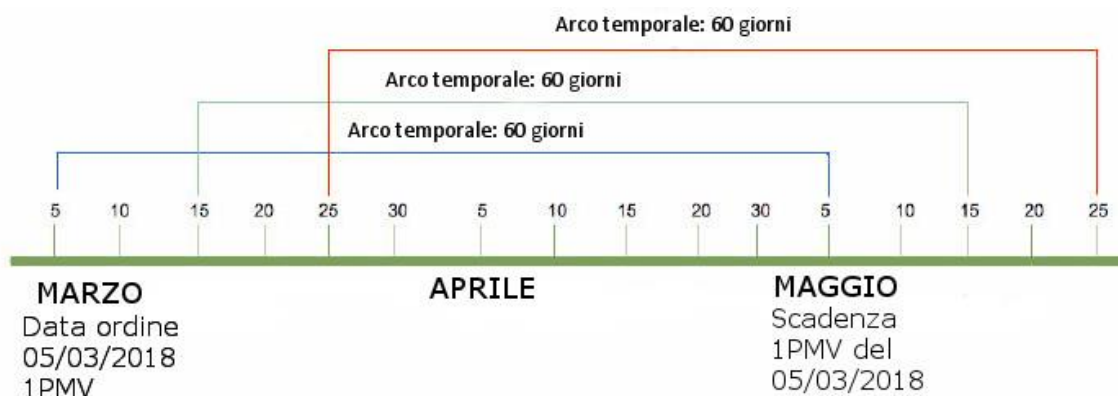 Arco temporale: 60 giorni
Arco temporale: 60 giorni
Arco temporale: 60 giorni
5 10 15 20 25 30 5 10 15 20 30 5 10 15 20 25
MARZO APRILE MAGGIO
Data ordine
05/03/2018
1PMV
Scadenza
1PMV del
05/03/2018